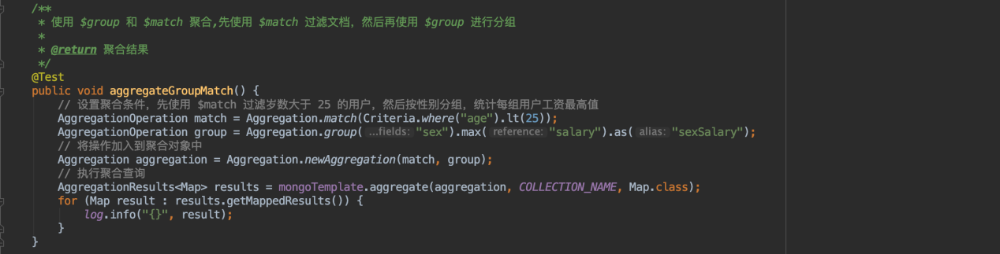 /**
 * 使用 $group 和 $match 聚合,先使用 $match 过滤文档，然后再使用 $group 进行分组
 *
 * @return 聚合结果
 */
@Test
public void aggregateGroupMatch() {
    // 设置聚合条件，先使用 $match 过滤岁数大于 25 的用户，然后按性别分组，统计每组用户工资最高值
    AggregationOperation match = Aggregation.match(Criteria.where("age").lt(25));
    AggregationOperation group = Aggregation.group( ...fields: "sex").max( reference: "salary").as( alias: "sexSalary");
    // 将操作加入到聚合对象中
    Aggregation aggregation = Aggregation.newAggregation(match, group);
    // 执行聚合查询
    AggregationResults<Map> results = mongoTemplate.aggregate(aggregation, COLLECTION_NAME, Map.class);
    for (Map result : results.getMappedResults()) {
        log.info("{}", result);
    }
}